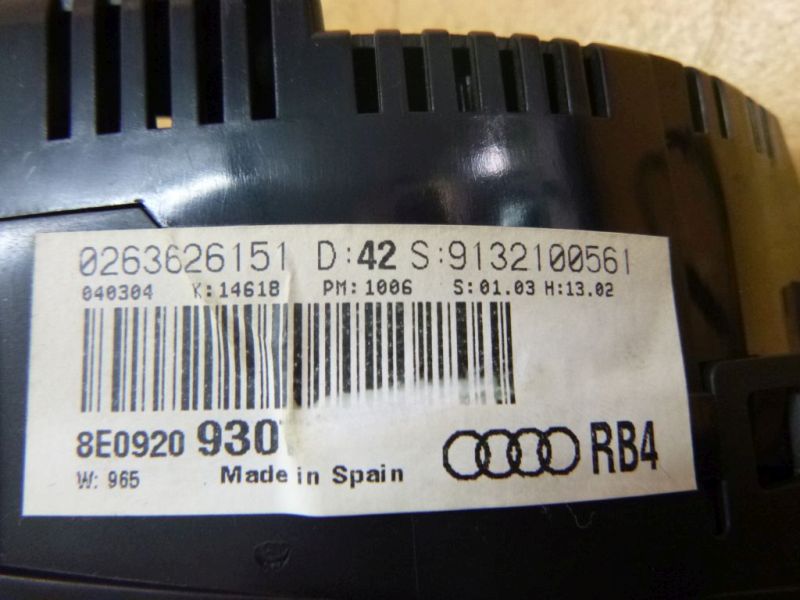 0263626151 D:42 S:9132100561
040304 K:14618 PM:1006 S:01.03 H:13.02
8E0920 930
RB4
W: 965 Made in Spain